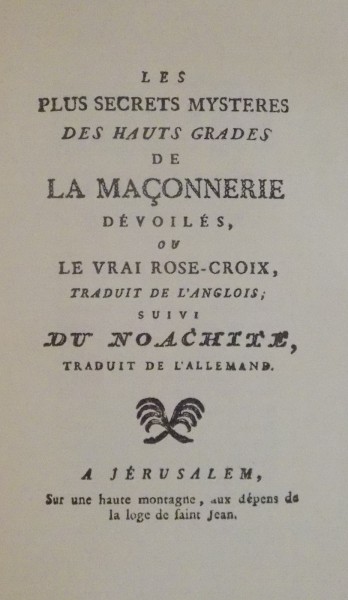 LES
PLUS SECRETS MYSTERES
DES HAUTS GRADES
DE
LA MAÇONNERIE
DÉVOILÉS,
OU
LE VRAI ROSE-CROIX,
TRADUIT DE L'ANGLOIS;
SUIVI
DU NOACHITE,
TRADUIT DE L'ALLEMAND.
A JÉRUSALEM,
Sur une haute montagne, aux dépens de
la loge de saint Jean.